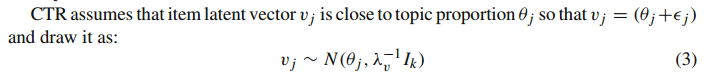 CTR assumes that item latent vector v_j is close to topic proportion θ_j so that v_j = (θ_j+ϵ_j)
and draw it as:
v_j ∼ N(θ_j, λ_v^{-1} I_k) (3)